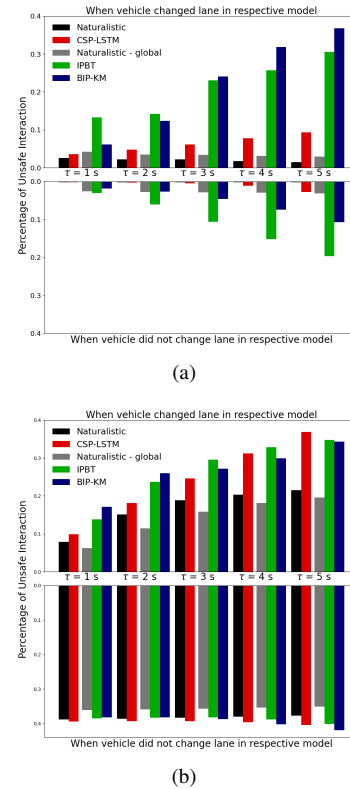 When vehicle changed lane in respective model
0.4
0.3
0.2
0.1
0.0
Naturalistic
CSP-LSTM
Naturalistic - global
IPBT
BIP-KM
Percentage of Unsafe Interaction
τ = 1 s τ = 2 s τ = 3 s τ = 4 s τ = 5 s
0.0
0.1
0.2
0.3
0.4
When vehicle did not change lane in respective model
(a)
When vehicle changed lane in respective model
0.4
0.3
0.2
0.1
0.0
Naturalistic
CSP-LSTM
Naturalistic - global
IPBT
BIP-KM
Percentage of Unsafe Interaction
τ = 1 s τ = 2 s τ = 3 s τ = 4 s τ = 5 s
0.0
0.1
0.2
0.3
0.4
When vehicle did not change lane in respective model
(b)